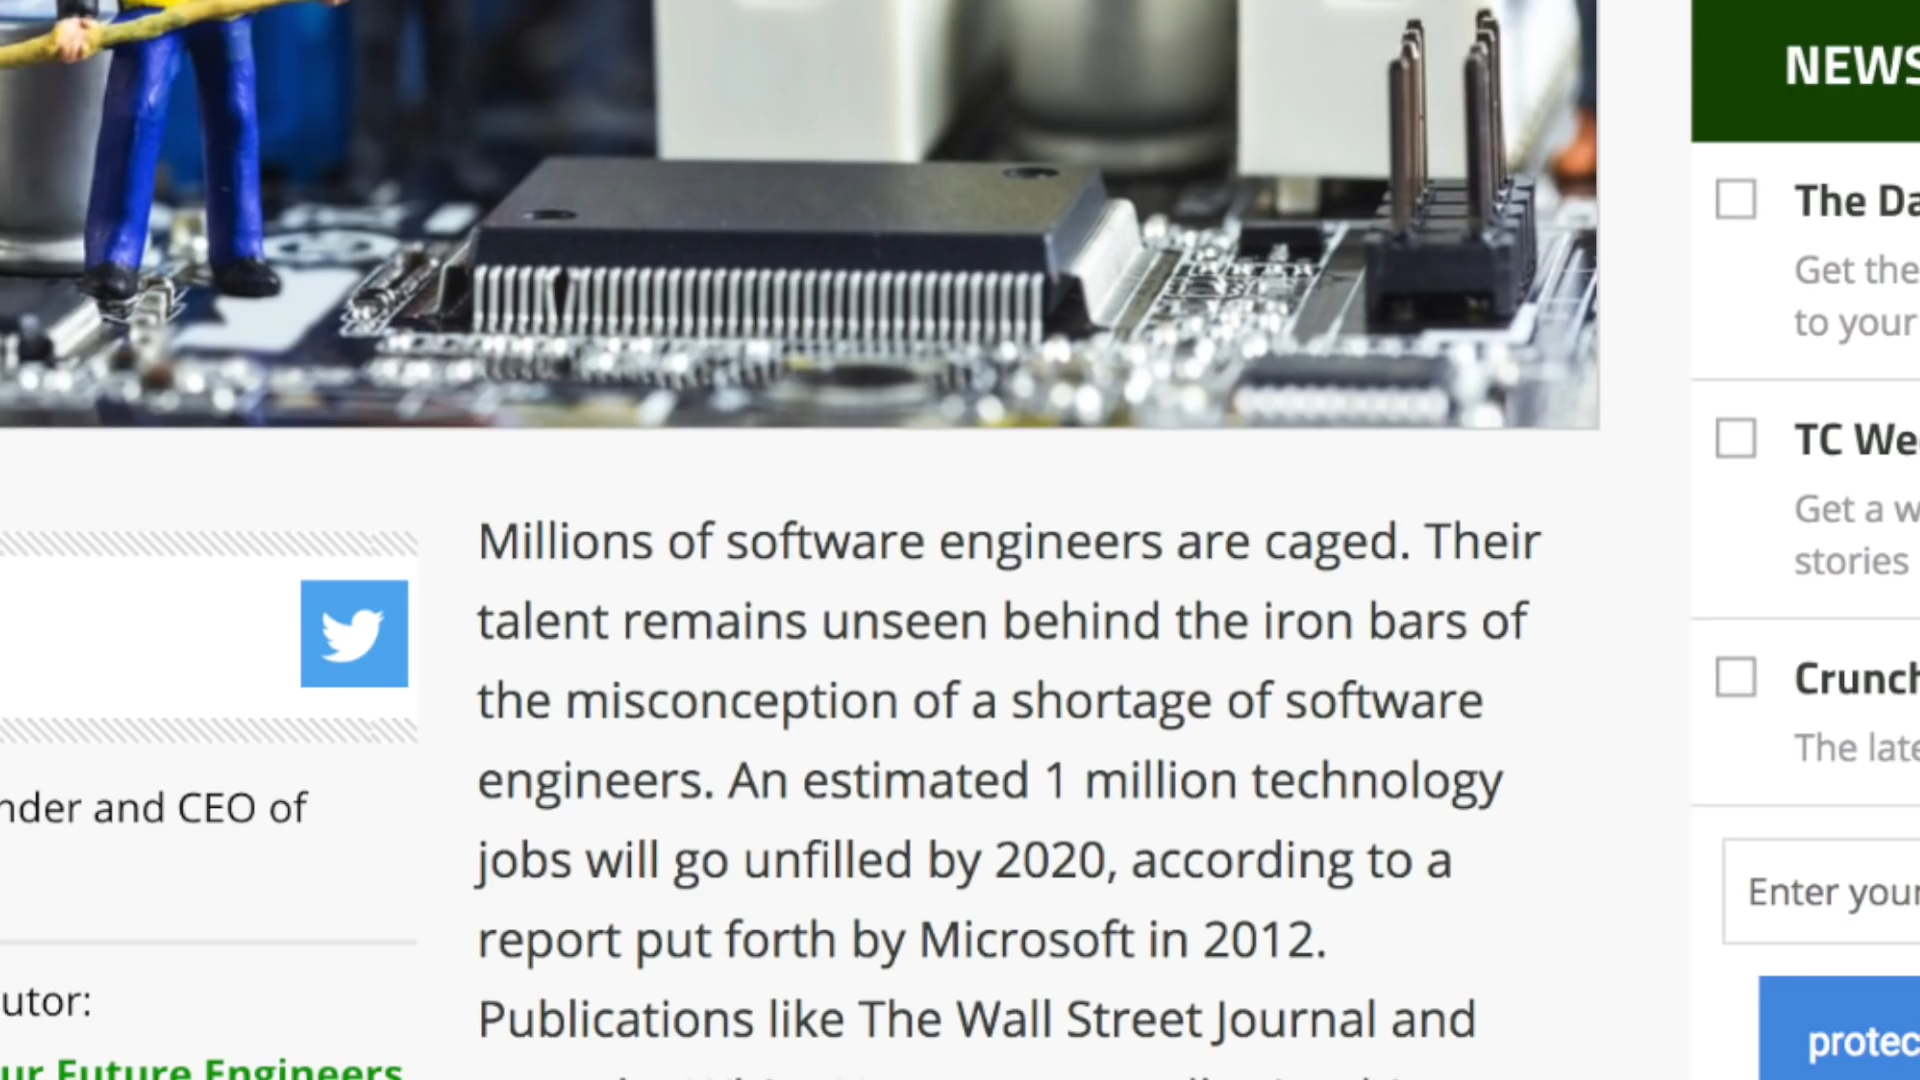 NEWS
The Da
Get the
to your
TC We
Get a w
stories
Crunch
The late
Enter your
protec
nder and CEO of
utor:
ur Future Engineers
Millions of software engineers are caged. Their
talent remains unseen behind the iron bars of
the misconception of a shortage of software
engineers. An estimated 1 million technology
jobs will go unfilled by 2020, according to a
report put forth by Microsoft in 2012.
Publications like The Wall Street Journal and